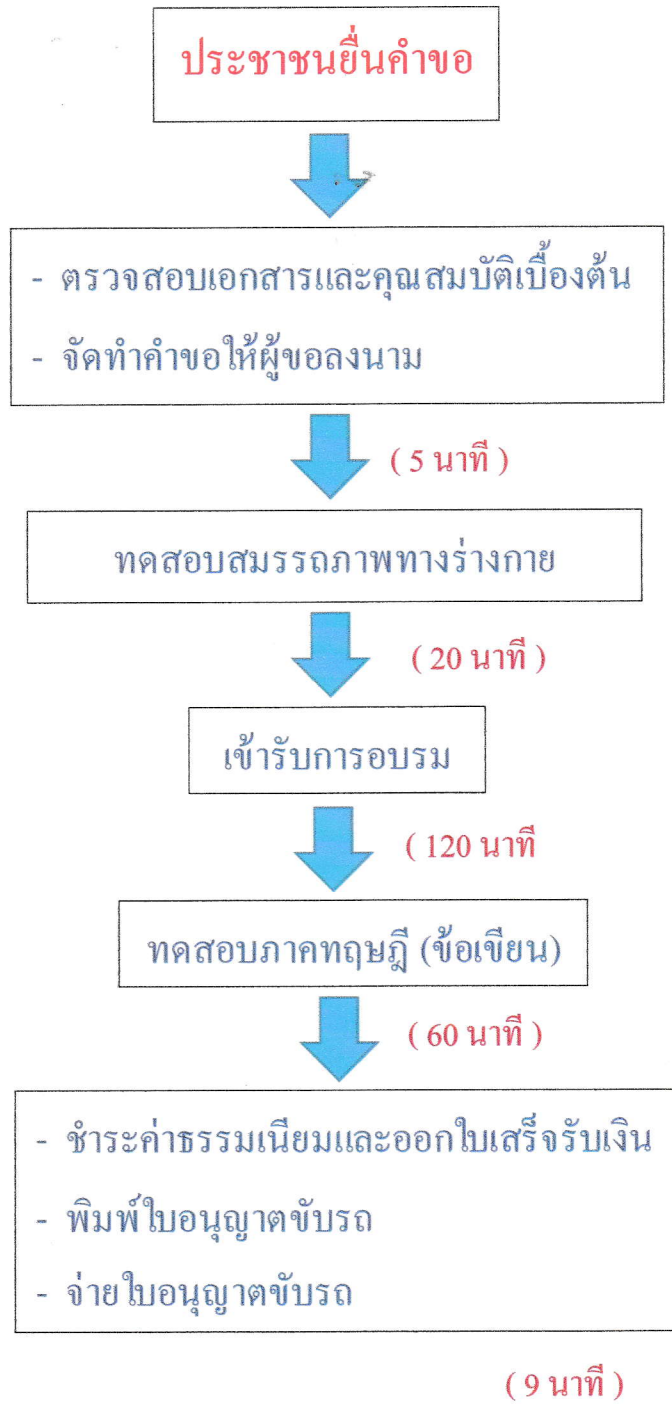 ประชาชนยื่นคำขอ
- ตรวจสอบเอกสารและคุณสมบัติเบื้องต้น
- จัดทำคำขอให้ผู้ขอลงนาม
( 5 นาที )
ทดสอบสมรรถภาพทางร่างกาย
( 20 นาที )
เข้ารับการอบรม
( 120 นาที
ทดสอบภาคทฤษฎี (ข้อเขียน)
( 60 นาที )
- ชำระค่าธรรมเนียมและออกใบเสร็จรับเงิน
- พิมพ์ใบอนุญาตขับรถ
- จ่ายใบอนุญาตขับรถ
( 9 นาที )